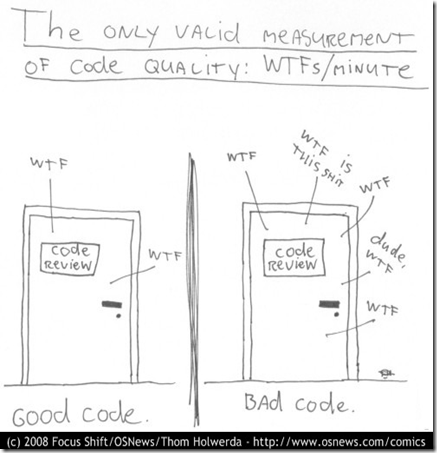 The ONLY VALID MEASUREMENT
OF Code QUALITY: WTFs/MINUTE
WTF
Code
REVIEW
WTF
GOOD Code.
WTF
WTF IS
THIS SHIT
WTF
Code
REVIEW
dude,
WTF
WTF
BAD Code.
(c) 2008 Focus Shift/OSNews/Thom Holwerda - http://www.osnews.com/comics